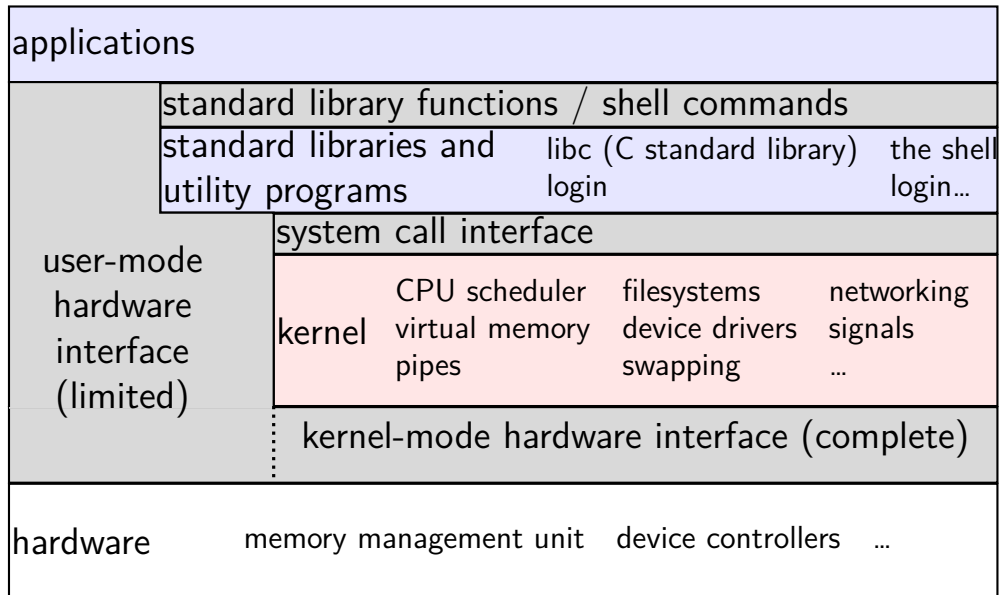 applications
standard library functions / shell commands
standard libraries and libc (C standard library) the shell
utility programs login login…
system call interface
user-mode
hardware
interface
(limited)
kernel
CPU scheduler filesystems networking
virtual memory device drivers signals
pipes swapping …
kernel-mode hardware interface (complete)
hardware memory management unit device controllers …